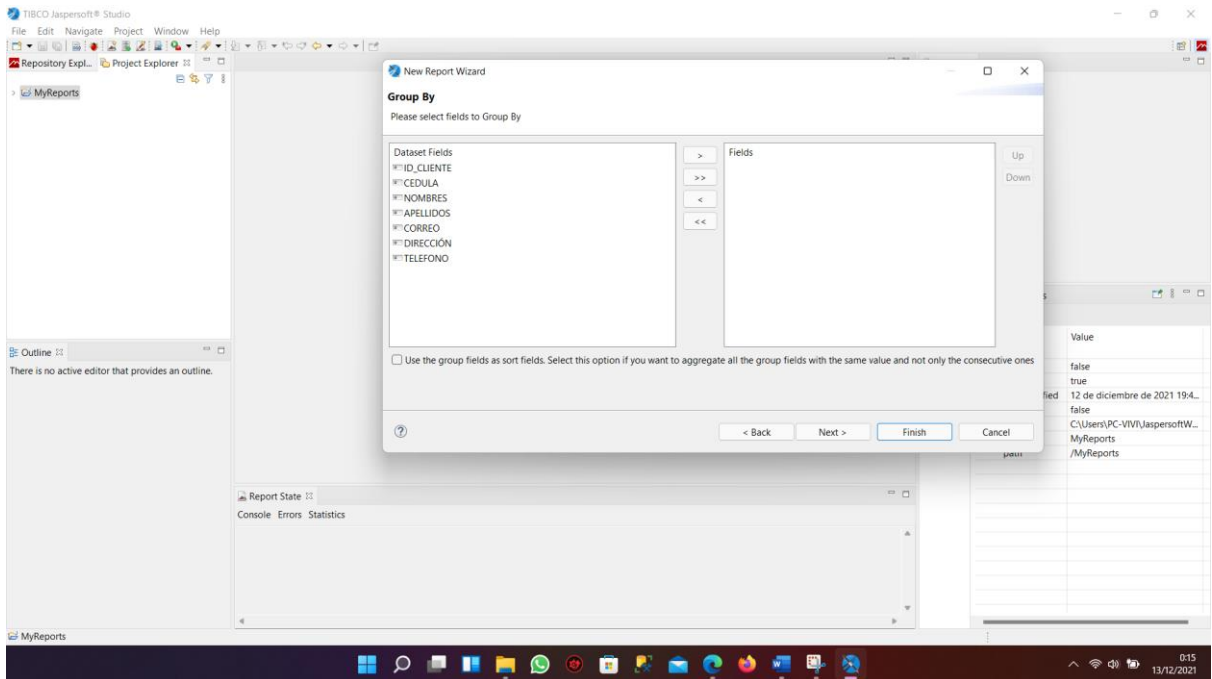 TIBCO Jaspersoft® Studio
File Edit Navigate Project Window Help
Repository Expl... Project Explorer
MyReports
New Report Wizard
Group By
Please select fields to Group By
Dataset Fields
ID_CLIENTE
CEDULA
NOMBRES
APELLIDOS
CORREO
DIRECCIÓN
TELEFONO
>
>>
<
<<
Fields
Up
Down
Use the group fields as sort fields. Select this option if you want to aggregate all the group fields with the same value and not only the consecutive ones
< Back Next > Finish Cancel
Outline
There is no active editor that provides an outline.
Value
false
true
12 de diciembre de 2021 19:4...
false
C:\Users\PC-VIVI\JaspersoftW...
MyReports
path /MyReports
Report State
Console Errors Statistics
MyReports
0:15
13/12/2021